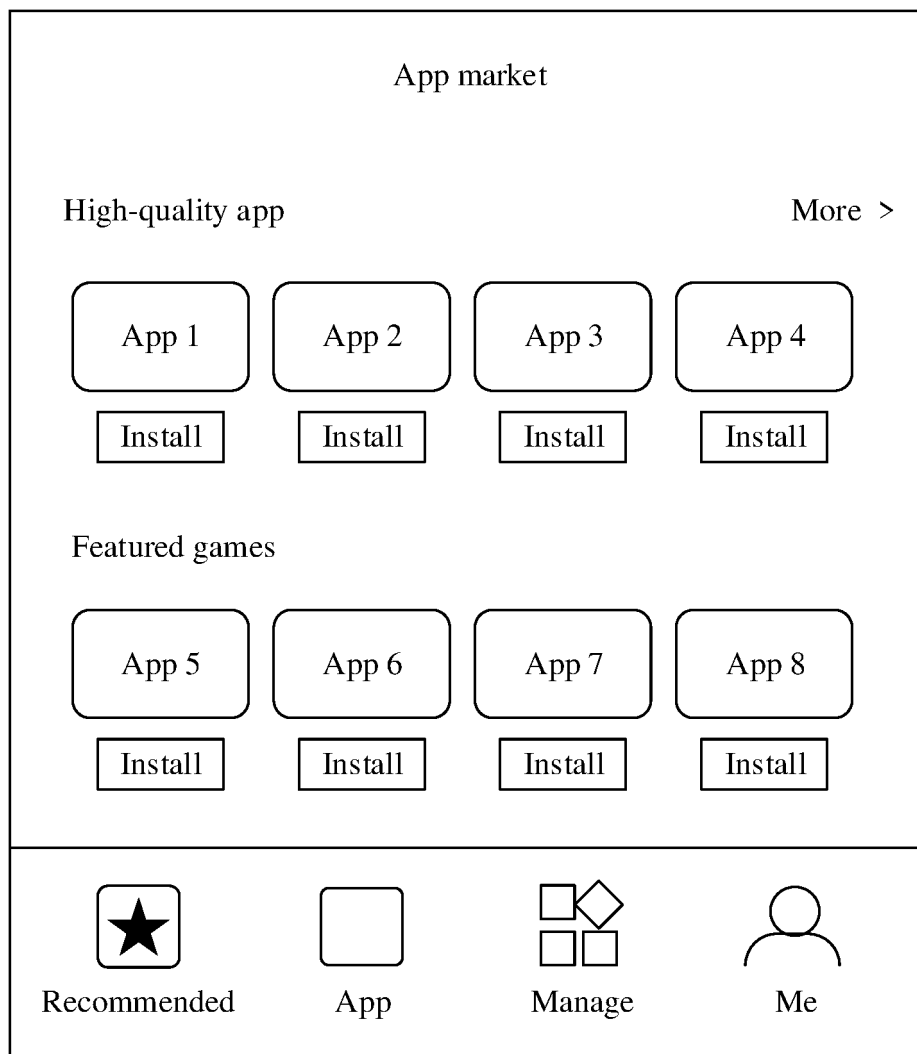 App market
High-quality app More >
App 1 App 2 App 3 App 4
Install Install Install Install
Featured games
App 5 App 6 App 7 App 8
Install Install Install Install
Recommended App Manage Me